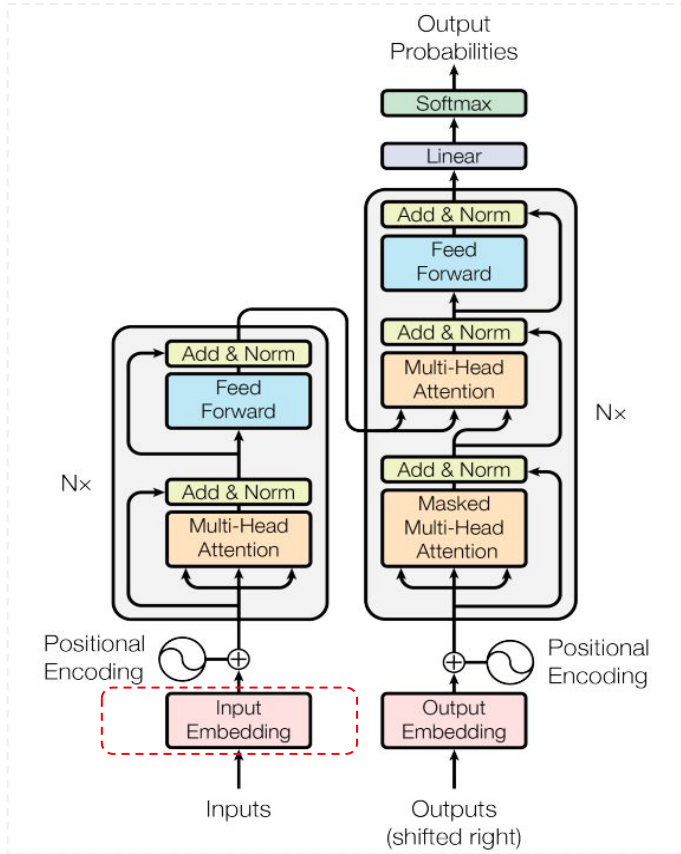 Output
Probabilities
Softmax
Linear
Add & Norm
Feed
Forward
Add & Norm
Multi-Head
Attention
Add & Norm
Masked
Multi-Head
Attention
Nx
Add & Norm
Feed
Forward
Add & Norm
Multi-Head
Attention
N×
Positional
Encoding
Positional
Encoding
Input
Embedding
Output
Embedding
Inputs
Outputs
(shifted right)